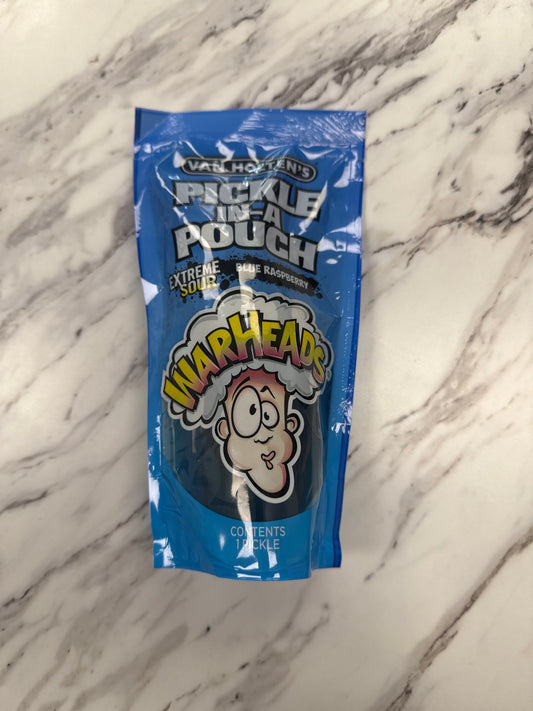 VAN HOLTEN'S
PICKLE
IN-A
POUCH
EXTREME
SOUR
BLUE RASPBERRY
WARHEADS
CONTENTS
1 PICKLE